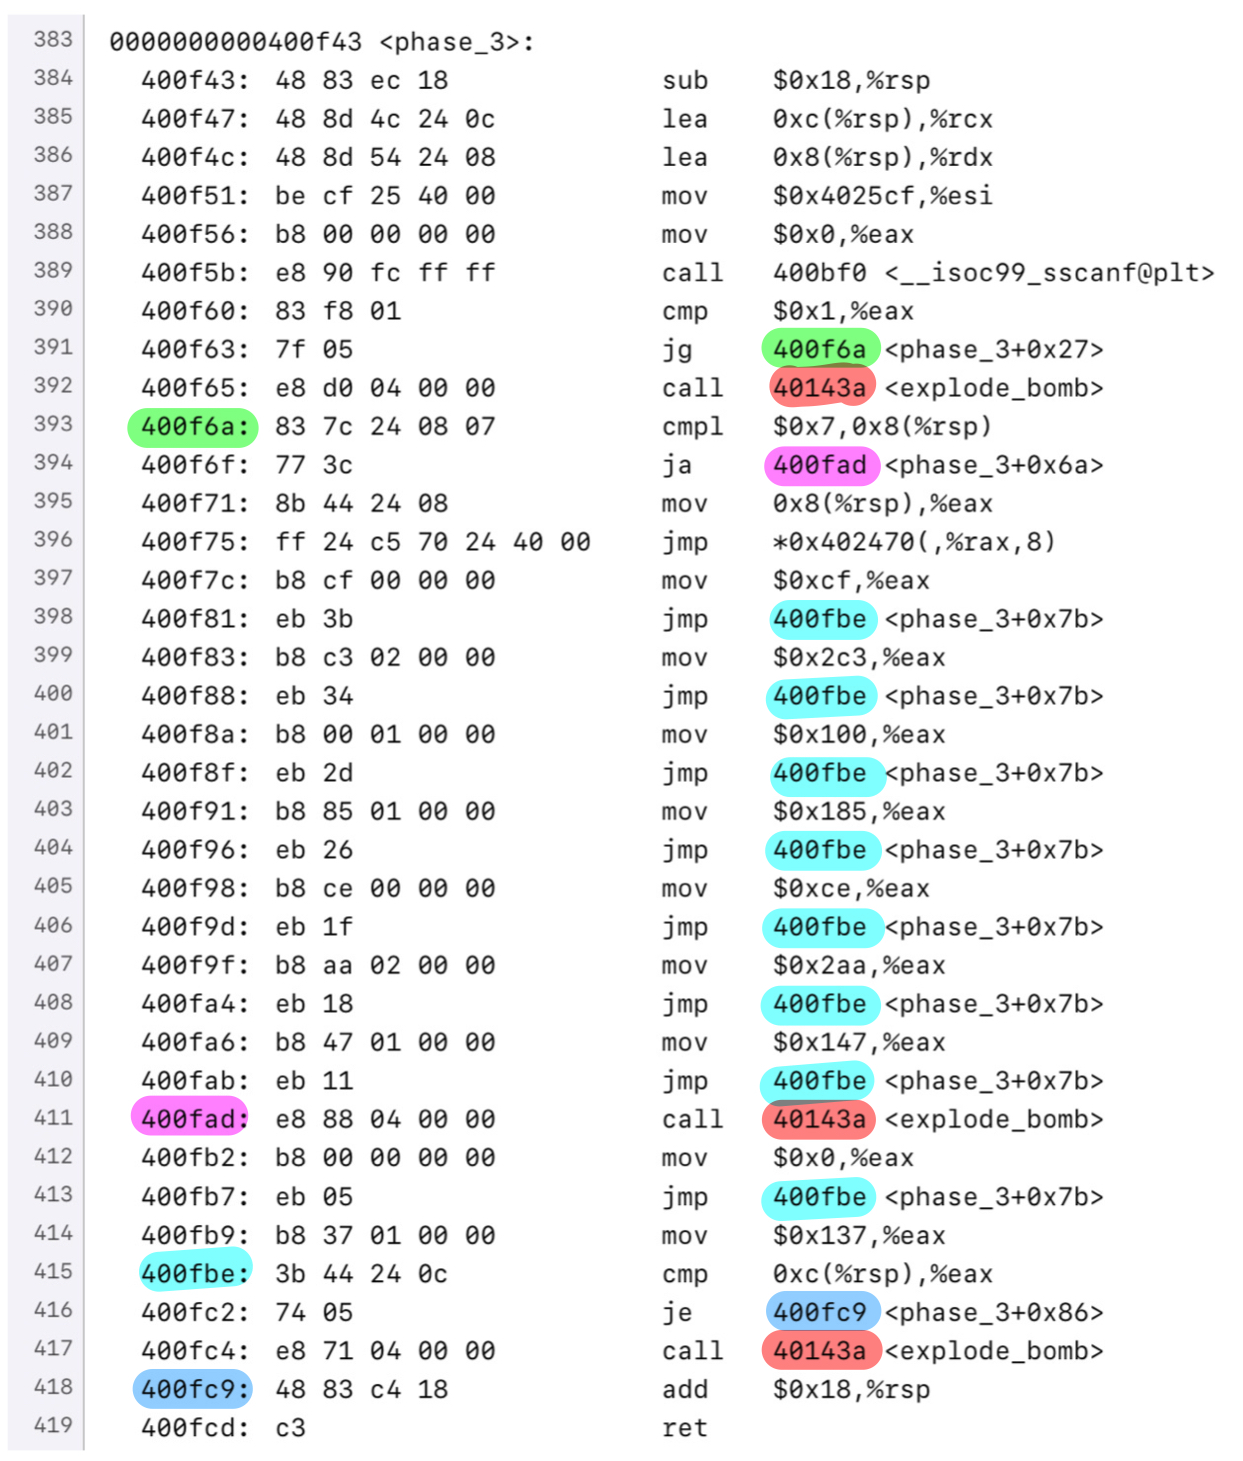 383 0000000000400f43 <phase_3>:
384 400f43: 48 83 ec 18 sub $0x18,%rsp
385 400f47: 48 8d 4c 24 0c lea 0xc(%rsp),%rcx
386 400f4c: 48 8d 54 24 08 lea 0x8(%rsp),%rdx
387 400f51: be cf 25 40 00 mov $0x4025cf,%esi
388 400f56: b8 00 00 00 00 mov $0x0,%eax
389 400f5b: e8 90 fc ff ff call 400bf0 <__isoc99_sscanf@plt>
390 400f60: 83 f8 01 cmp $0x1,%eax
391 400f63: 7f 05 jg 400f6a <phase_3+0x27>
392 400f65: e8 d0 04 00 00 call 40143a <explode_bomb>
393 400f6a: 83 7c 24 08 07 cmpl $0x7,0x8(%rsp)
394 400f6f: 77 3c ja 400fad <phase_3+0x6a>
395 400f71: 8b 44 24 08 mov 0x8(%rsp),%eax
396 400f75: ff 24 c5 70 24 40 00 jmp *0x402470(,%rax,8)
397 400f7c: b8 cf 00 00 00 mov $0xcf,%eax
398 400f81: eb 3b jmp 400fbe <phase_3+0x7b>
399 400f83: b8 c3 02 00 00 mov $0x2c3,%eax
400 400f88: eb 34 jmp 400fbe <phase_3+0x7b>
401 400f8a: b8 00 01 00 00 mov $0x100,%eax
402 400f8f: eb 2d jmp 400fbe <phase_3+0x7b>
403 400f91: b8 85 01 00 00 mov $0x185,%eax
404 400f96: eb 26 jmp 400fbe <phase_3+0x7b>
405 400f98: b8 ce 00 00 00 mov $0xce,%eax
406 400f9d: eb 1f jmp 400fbe <phase_3+0x7b>
407 400f9f: b8 aa 02 00 00 mov $0x2aa,%eax
408 400fa4: eb 18 jmp 400fbe <phase_3+0x7b>
409 400fa6: b8 47 01 00 00 mov $0x147,%eax
410 400fab: eb 11 jmp 400fbe <phase_3+0x7b>
411 400fad: e8 88 04 00 00 call 40143a <explode_bomb>
412 400fb2: b8 00 00 00 00 mov $0x0,%eax
413 400fb7: eb 05 jmp 400fbe <phase_3+0x7b>
414 400fb9: b8 37 01 00 00 mov $0x137,%eax
415 400fbe: 3b 44 24 0c cmp 0xc(%rsp),%eax
416 400fc2: 74 05 je 400fc9 <phase_3+0x86>
417 400fc4: e8 71 04 00 00 call 40143a <explode_bomb>
418 400fc9: 48 83 c4 18 add $0x18,%rsp
419 400fcd: c3 ret